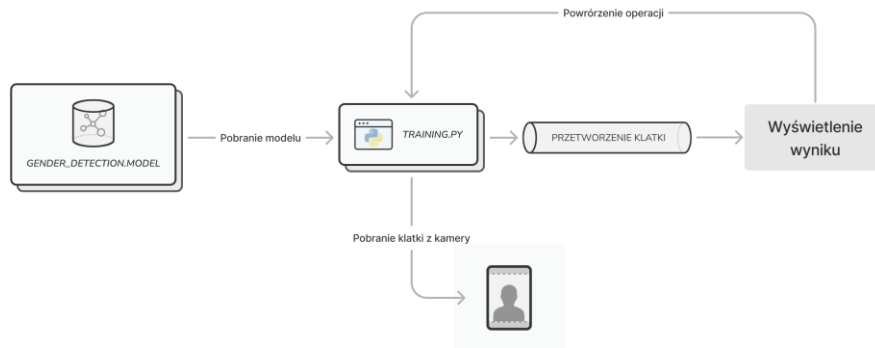 Powrórzenie operacji
GENDER_DETECTION.MODEL
Pobranie modelu
TRAINING.PY
PRZETWORZENIE KLATKI
Wyświetlenie
wyniku
Pobranie klatki z kamery